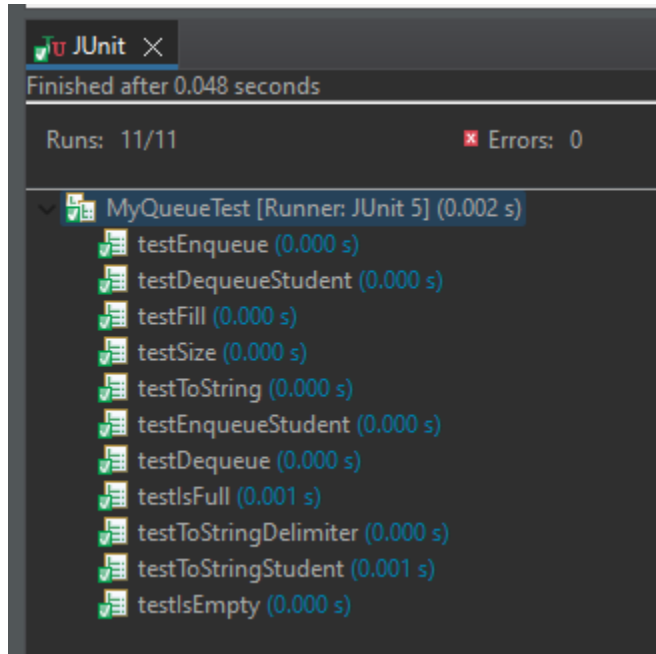 JUnit
Finished after 0.048 seconds
Runs: 11/11 Errors: 0
MyQueueTest [Runner: JUnit 5] (0.002 s)
testEnqueue (0.000 s)
testDequeueStudent (0.000 s)
testFill (0.000 s)
testSize (0.000 s)
testToString (0.000 s)
testEnqueueStudent (0.000 s)
testDequeue (0.000 s)
testIsFull (0.001 s)
testToStringDelimiter (0.000 s)
testToStringStudent (0.001 s)
testIsEmpty (0.000 s)